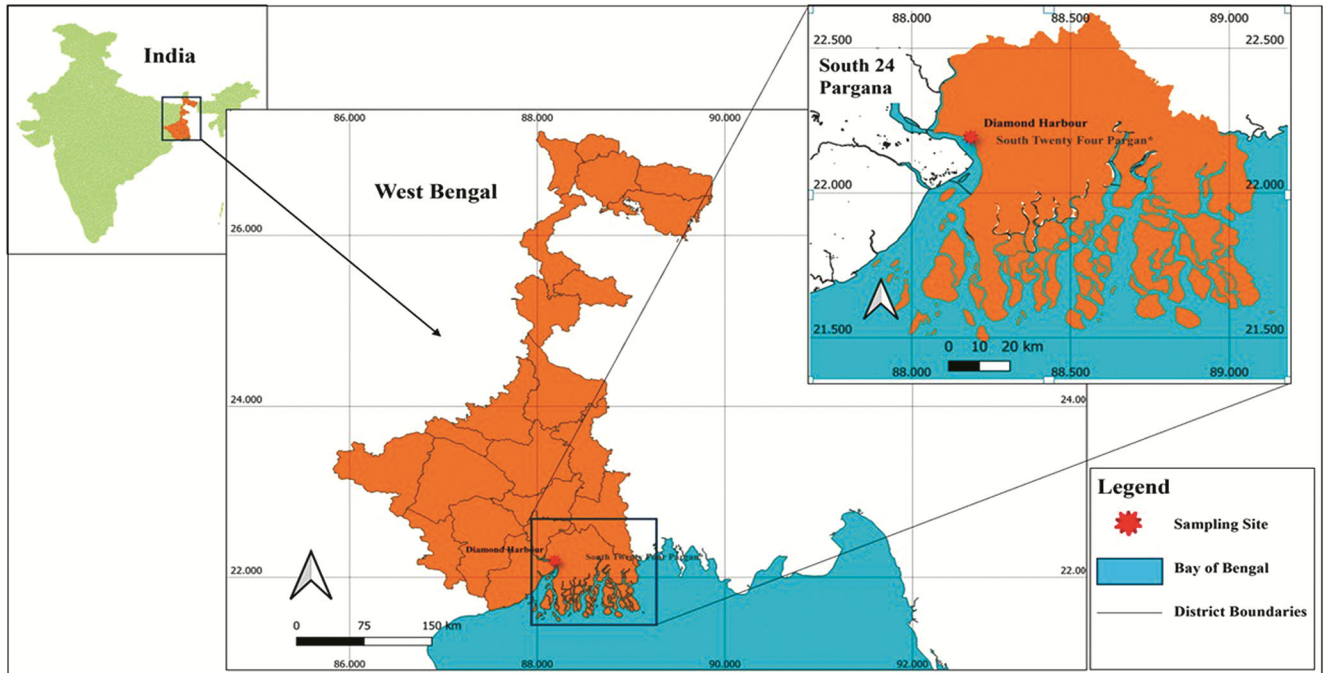 India
West Bengal
86.000
88.000
90.000
26.000
24.000
24.000
22.000
22.000
Diamond Harbour
South Twenty Four Pargan
0 75 150 km
86.000
88.000
90.000
92.000
88.000
88.500
89.000
22.500
22.500
South 24
Pargana
Diamond Harbour
South Twenty Four Pargan*
22.000
22.000
21.500
21.500
0 10 20 km
88.000
88.500
89.000
Legend
Sampling Site
Bay of Bengal
District Boundaries